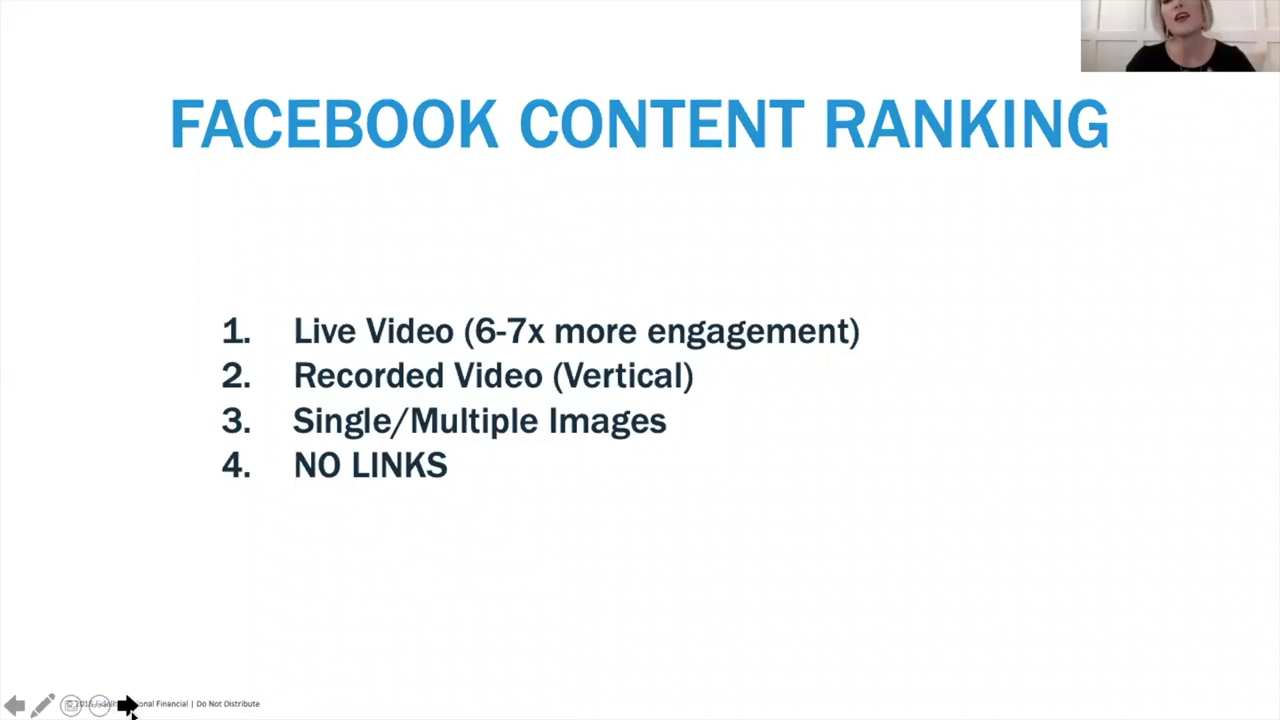 FACEBOOK CONTENT RANKING
1. Live Video (6-7x more engagement)
2. Recorded Video (Vertical)
3. Single/Multiple Images
4. NO LINKS
Financial | Do Not Distribute